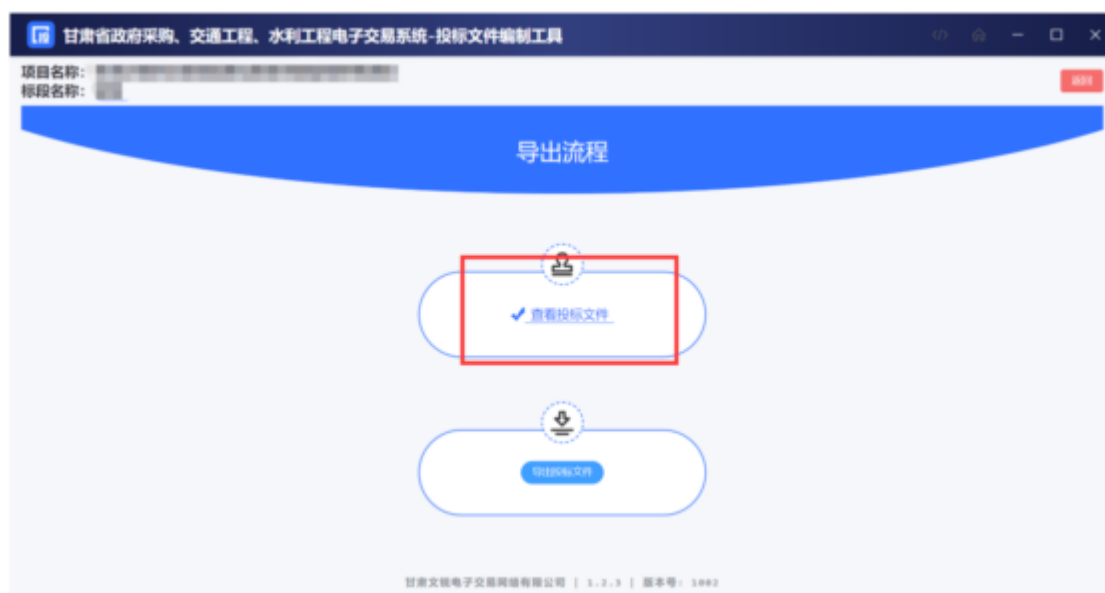 甘肃省政府采购、交通工程、水利工程电子交易系统-投标文件编制工具
项目名称：
标段名称：
返回
导出流程
查看投标文件
导出投标文件
甘肃文锐电子交易网络有限公司 | 1.2.3 | 版本号: 1002